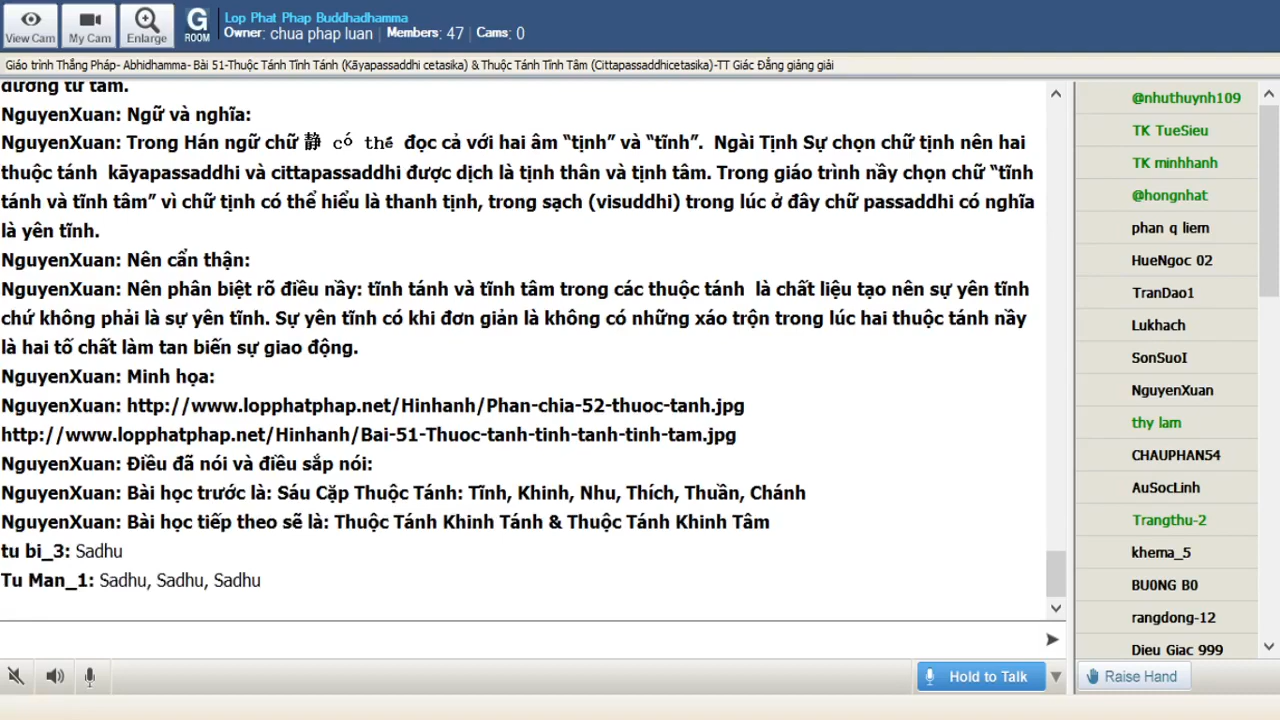 View Cam
My Cam
Enlarge
G
ROOM
Lop Phat Phap Buddhadhamma
Owner: chua phap luan | Members: 47 | Cams: 0
Giáo trình Thắng Pháp- Abhidhamma- Bài 51-Thuộc Tánh Tĩnh Tánh (Kāyapassaddhi cetasika) & Thuộc Tánh Tĩnh Tâm (Cittapassaddhicetasika)-TT Giác Đẳng giảng giải
dưỡng từ tâm.
NguyenXuan: Ngữ và nghĩa:
NguyenXuan: Trong Hán ngữ chữ 静 có thể đọc cả với hai âm “tịnh” và “tĩnh”. Ngài Tịnh Sự chọn chữ tịnh nên hai
thuộc tánh kāyapassaddhi và cittapassaddhi được dịch là tịnh thân và tịnh tâm. Trong giáo trình nầy chọn chữ “tĩnh
tánh và tĩnh tâm” vì chữ tịnh có thể hiểu là thanh tịnh, trong sạch (visuddhi) trong lúc ở đây chữ passaddhi có nghĩa
là yên tĩnh.
NguyenXuan: Nên cẩn thận:
NguyenXuan: Nên phân biệt rõ điều nầy: tĩnh tánh và tĩnh tâm trong các thuộc tánh là chất liệu tạo nên sự yên tĩnh
chứ không phải là sự yên tĩnh. Sự yên tĩnh có khi đơn giản là không có những xáo trộn trong lúc hai thuộc tánh nầy
là hai tố chất làm tan biến sự giao động.
NguyenXuan: Minh họa:
NguyenXuan: http://www.lopphatphap.net/Hinhanh/Phan-chia-52-thuoc-tanh.jpg
http://www.lopphatphap.net/Hinhanh/Bai-51-Thuoc-tanh-tinh-tanh-tinh-tam.jpg
NguyenXuan: Điều đã nói và điều sắp nói:
NguyenXuan: Bài học trước là: Sáu Cặp Thuộc Tánh: Tĩnh, Khinh, Nhu, Thích, Thuần, Chánh
NguyenXuan: Bài học tiếp theo sẽ là: Thuộc Tánh Khinh Tánh & Thuộc Tánh Khinh Tâm
tu bi_3: Sadhu
Tu Man_1: Sadhu, Sadhu, Sadhu
@nhuthuynh109
TK TueSieu
TK minhhanh
@hongnhat
phan q liem
HueNgoc 02
TranDao1
Lukhach
SonSuoI
NguyenXuan
thy lam
CHAUPHAN54
AuSocLinh
Trangthu-2
khema_5
BU0NG B0
rangdong-12
Dieu Giac 999
Hold to Talk
Raise Hand